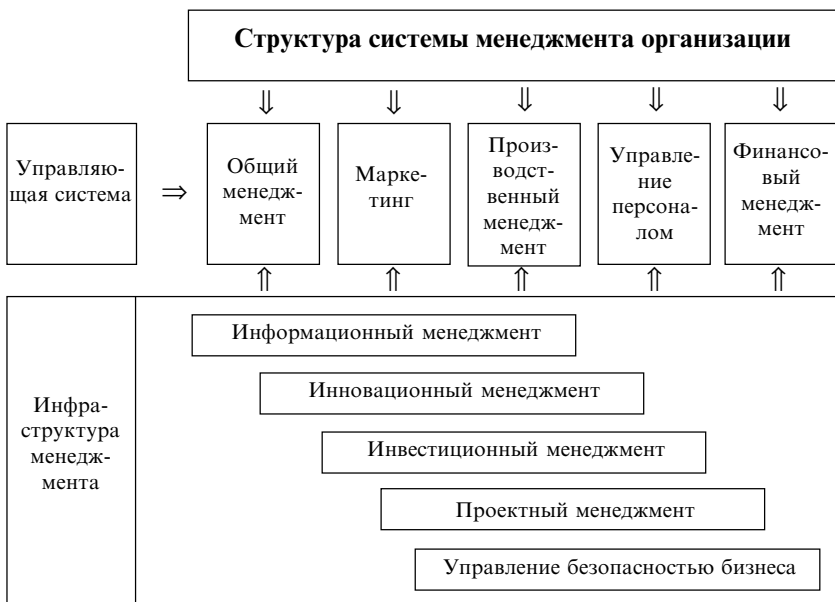 Структура системы менеджмента организации
⇓ ⇓ ⇓ ⇓ ⇓
Управляю-
щая система
⇒
Общий
менедж-
мент
Марке-
тинг
Произ-
водст-
венный
менедж-
мент
Управле-
ние
персона-
лом
Финансо-
вый
менедж-
мент
⇑ ⇑ ⇑ ⇑ ⇑
Инфра-
структура
менедж-
мента
Информационный менеджмент
Инновационный менеджмент
Инвестиционный менеджмент
Проектный менеджмент
Управление безопасностью бизнеса